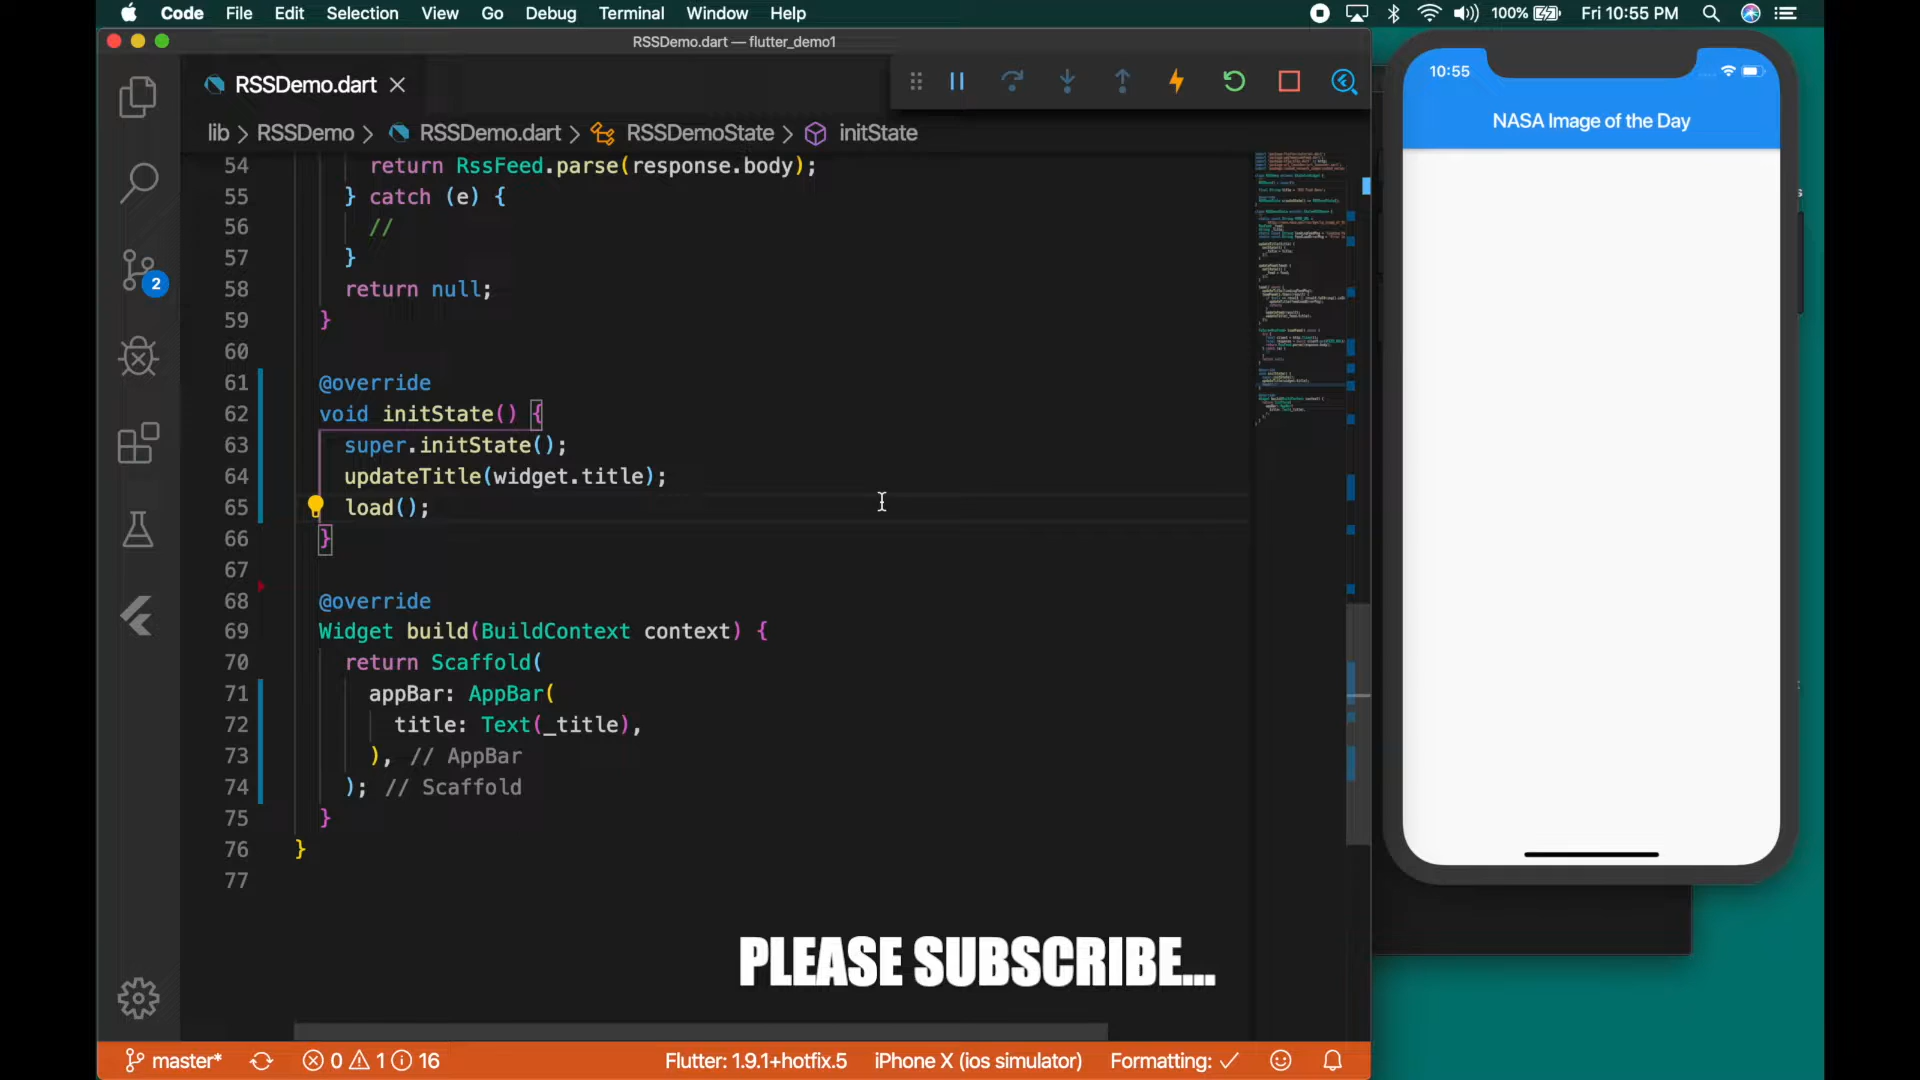 Code File Edit Selection View Go Debug Terminal Window Help 100% Fri 10:55 PM
RSSDemo.dart — flutter_demo1
RSSDemo.dart
lib > RSSDemo > RSSDemo.dart > RSSDemoState > initState
54 return RssFeed.parse(response.body);
55 } catch (e) {
56 //
57 }
58 return null;
59 }
60
61 @override
62 void initState() {
63 super.initState();
64 updateTitle(widget.title);
65 load();
66 }
67
68 @override
69 Widget build(BuildContext context) {
70 return Scaffold(
71 appBar: AppBar(
72 title: Text(_title),
73 ), // AppBar
74 ); // Scaffold
75 }
76 }
77
2
PLEASE SUBSCRIBE...
master* 0 1 16 Flutter: 1.9.1+hotfix.5 iPhone X (ios simulator) Formatting: ✓
10:55
NASA Image of the Day